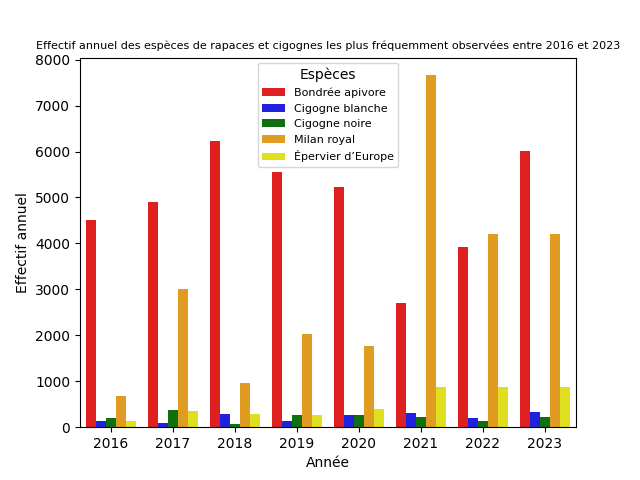 Effectif annuel des espèces de rapaces et cigognes les plus fréquemment observées entre 2016 et 2023
Espèces
Bondrée apivore
Cigogne blanche
Cigogne noire
Milan royal
Épervier d’Europe
Effectif annuel
8000
7000
6000
5000
4000
3000
2000
1000
0
2016 2017 2018 2019 2020 2021 2022 2023
Année